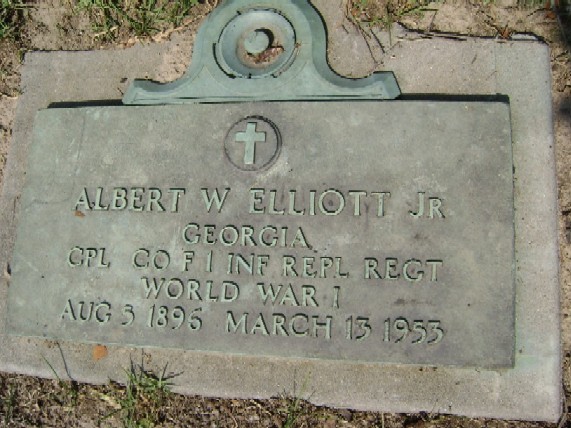 ALBERT W ELLIOTT JR
GEORGIA
CPL CO F 1 INF REPL REGT
WORLD WAR I
AUG 3 1896 MARCH 13 1953